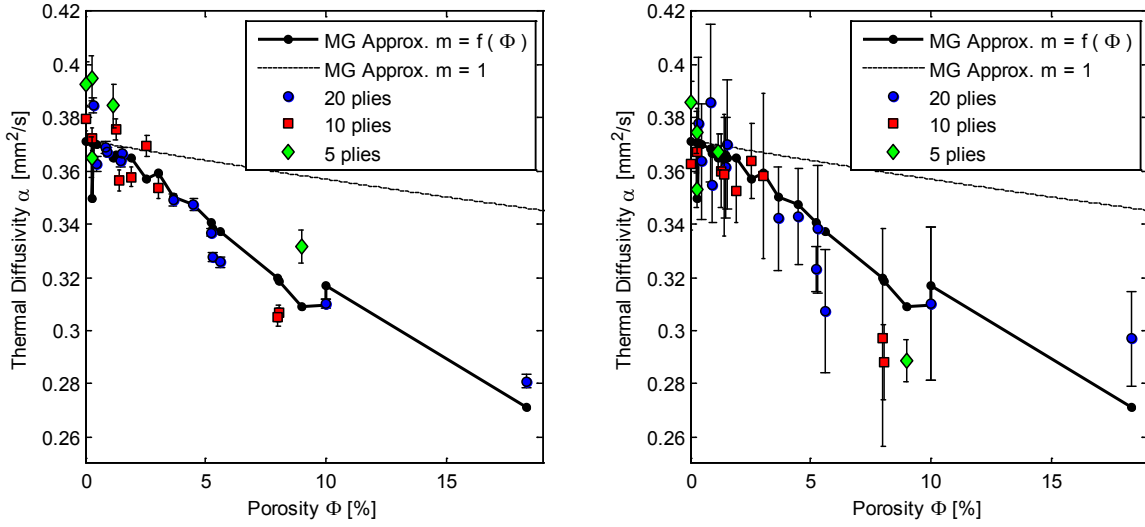 0.42
0.4
0.38
0.36
0.34
0.32
0.3
0.28
0.26
0
5
10
15
Thermal Diffusivity α [mm²/s]
Porosity Φ [%]
MG Approx. m = f ( Φ )
MG Approx. m = 1
20 plies
10 plies
5 plies
0.42
0.4
0.38
0.36
0.34
0.32
0.3
0.28
0.26
0
5
10
15
Thermal Diffusivity α [mm²/s]
Porosity Φ [%]
MG Approx. m = f ( Φ )
MG Approx. m = 1
20 plies
10 plies
5 plies